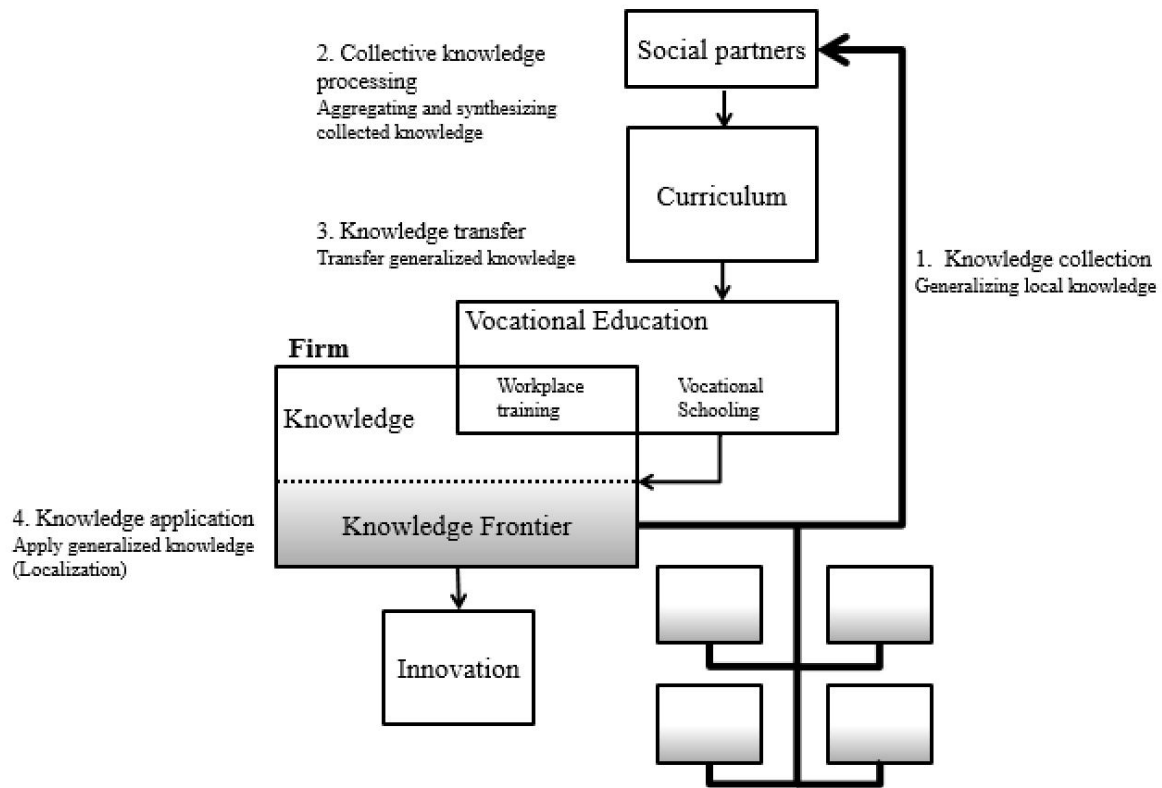 Social partners
2. Collective knowledge
processing
Aggregating and synthesizing
collected knowledge
Curriculum
3. Knowledge transfer
Transfer generalized knowledge
1. Knowledge collection
Generalizing local knowledge
Vocational Education
Firm
Workplace
training
Vocational
Schooling
Knowledge
4. Knowledge application
Apply generalized knowledge
(Localization)
Knowledge Frontier
Innovation